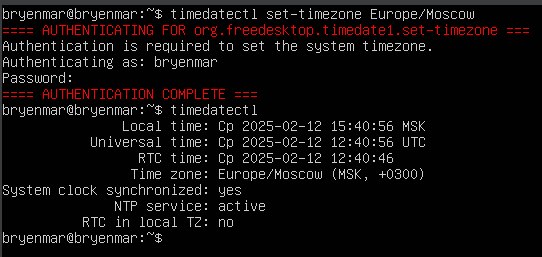 bryenmar@bryenmar:~$ timedatectl set-timezone Europe/Moscow
==== AUTHENTICATING FOR org.freedesktop.timedate1.set-timezone ===
Authentication is required to set the system timezone.
Authenticating as: bryenmar
Password:
==== AUTHENTICATION COMPLETE ===
bryenmar@bryenmar:~$ timedatectl
Local time: Ср 2025-02-12 15:40:56 MSK
Universal time: Ср 2025-02-12 12:40:56 UTC
RTC time: Ср 2025-02-12 12:40:46
Time zone: Europe/Moscow (MSK, +0300)
System clock synchronized: yes
NTP service: active
RTC in local TZ: no
bryenmar@bryenmar:~$